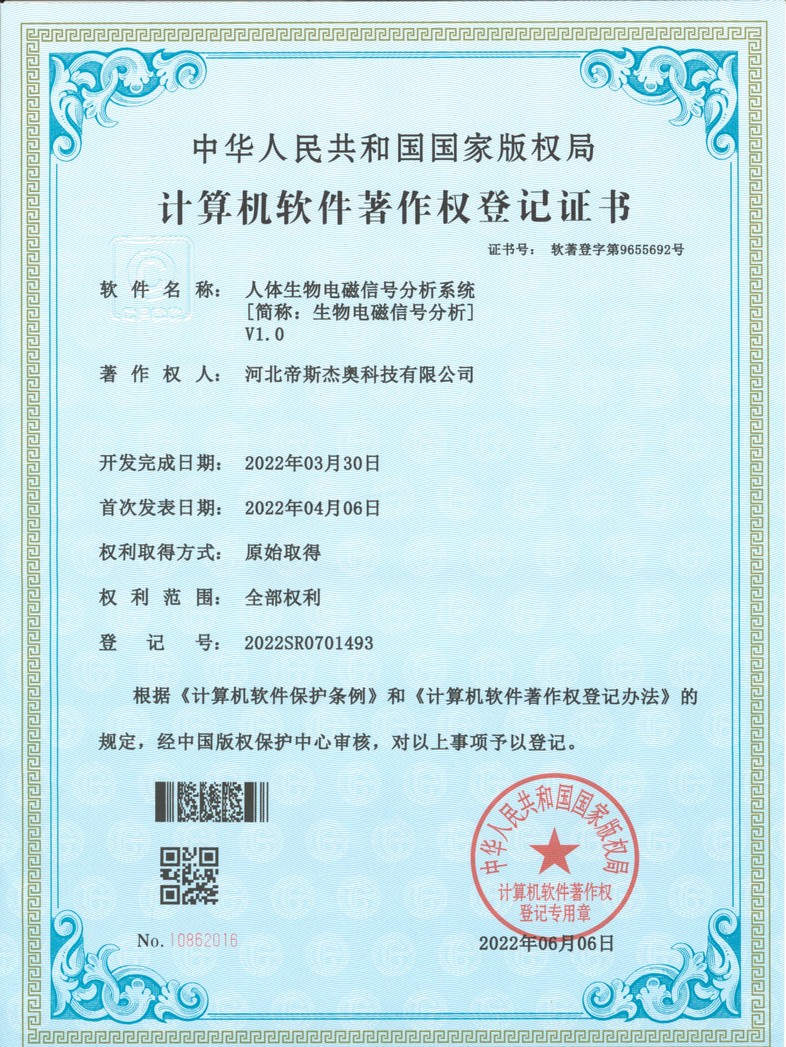 中华人民共和国国家版权局
计算机软件著作权登记证书
证书号： 软著登字第9655692号
软件名称： 人体生物电磁信号分析系统
[简称：生物电磁信号分析]
V1.0
著作权人： 河北帝斯杰奥科技有限公司
开发完成日期： 2022年03月30日
首次发表日期： 2022年04月06日
权利取得方式： 原始取得
权利范围： 全部权利
登记号： 2022SR0701493
根据《计算机软件保护条例》和《计算机软件著作权登记办法》的
规定，经中国版权保护中心审核，对以上事项予以登记。
中华人民共和国国家版权局
计算机软件著作权
登记专用章
No. 10862016
2022年06月06日